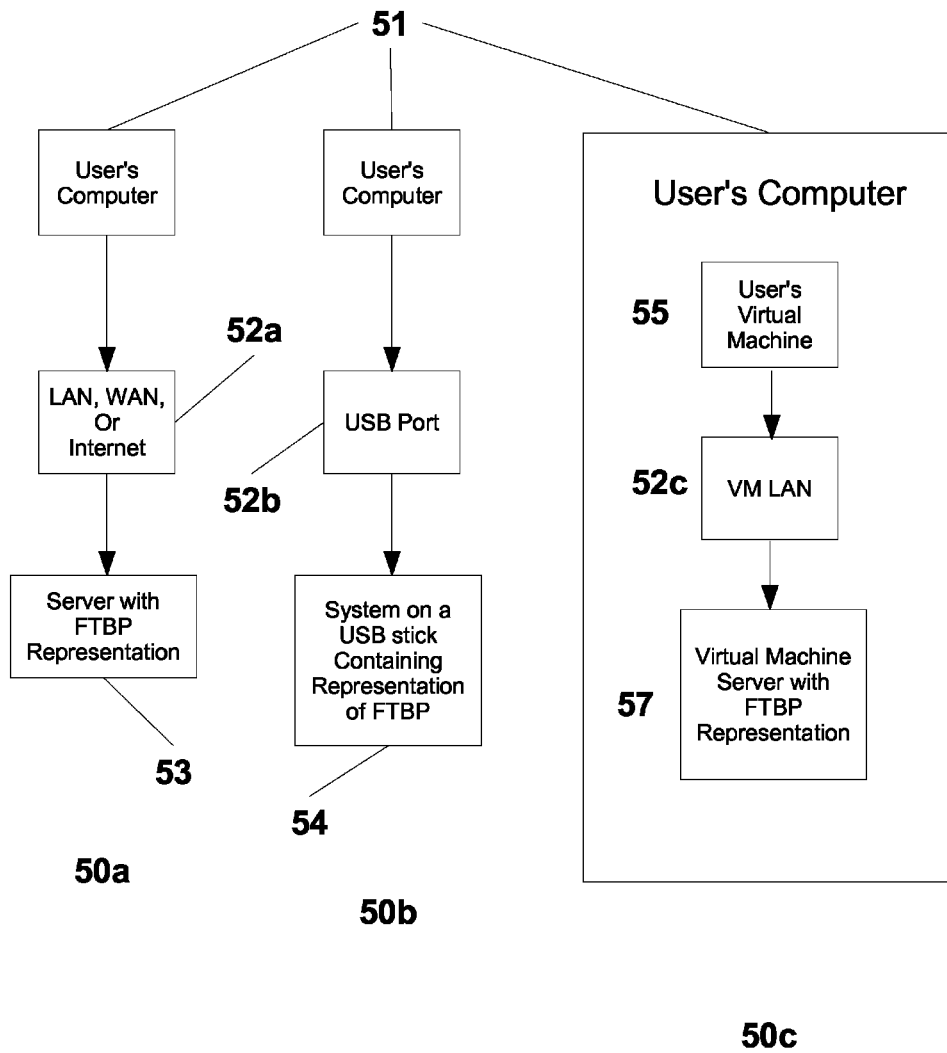 51
User's
Computer
User's
Computer
User's Computer
52a
55
User's
Virtual
Machine
LAN, WAN,
Or
Internet
USB Port
52b
52c
VM LAN
Server with
FTBP
Representation
System on a
USB stick
Containing
Representation
of FTBP
57
Virtual Machine
Server with
FTBP
Representation
53
54
50a
50b
50c